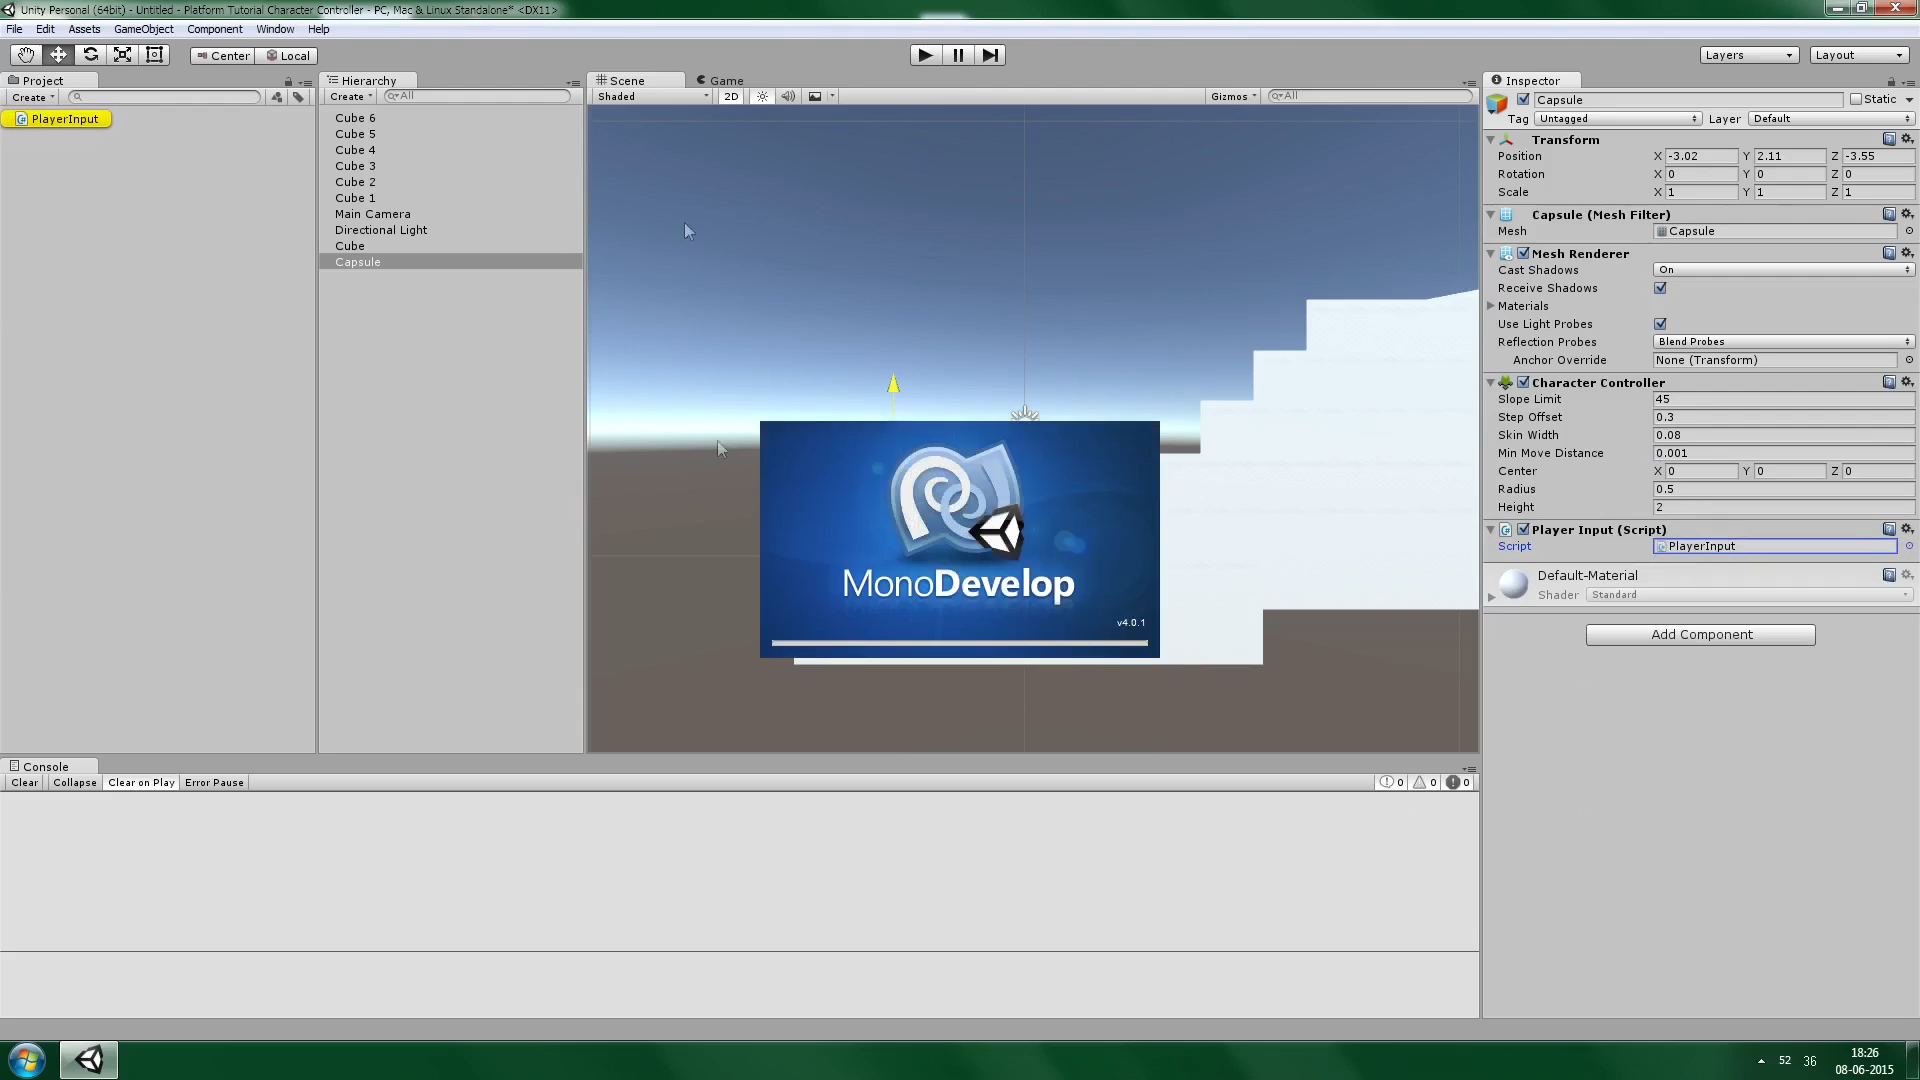 Unity Personal (64bit) - Untitled - Platform Tutorial Character Controller - PC, Mac & Linux Standalone* <DX11>
File Edit Assets GameObject Component Window Help
Center Local Layers Layout
Project Hierarchy Scene Game Inspector
Create Create All Shaded 2D Gizmos All
Capsule Static
Tag Untagged Layer Default
PlayerInput
Cube 6
Cube 5
Cube 4
Cube 3
Cube 2
Cube 1
Main Camera
Directional Light
Cube
Capsule
MonoDevelop
v4.0.1
Transform
Position X -3.02 Y 2.11 Z -3.55
Rotation X 0 Y 0 Z 0
Scale X 1 Y 1 Z 1
Capsule (Mesh Filter)
Mesh Capsule
Mesh Renderer
Cast Shadows On
Receive Shadows
Materials
Use Light Probes
Reflection Probes Blend Probes
Anchor Override None (Transform)
Character Controller
Slope Limit 45
Step Offset 0.3
Skin Width 0.08
Min Move Distance 0.001
Center X 0 Y 0 Z 0
Radius 0.5
Height 2
Player Input (Script)
Script PlayerInput
Default-Material
Shader Standard
Add Component
Console
Clear Collapse Clear on Play Error Pause 0 0 0
52 36 18:26
08-06-2015